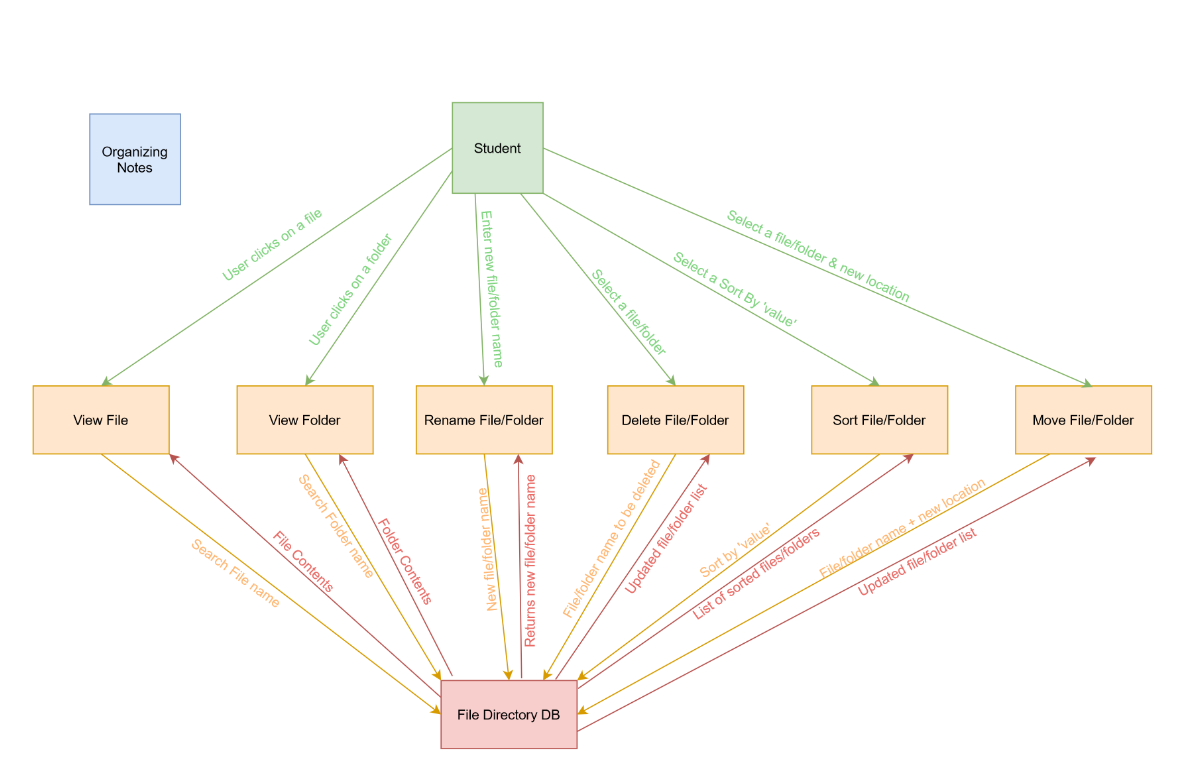 Student
Organizing
Notes
User clicks on a file
User clicks on a folder
Enter new file/folder name
Select a file/folder
Select a Sort By 'value'
Select a file/folder & new location
View File
View Folder
Rename File/Folder
Delete File/Folder
Sort File/Folder
Move File/Folder
Search File name
File Contents
Search Folder name
Folder Contents
New file/folder name
Returns new file/folder name
File/folder name to be deleted
Updated file/folder list
Sort by 'value'
List of sorted files/folders
File/folder name + new location
Updated file/folder list
File Directory DB